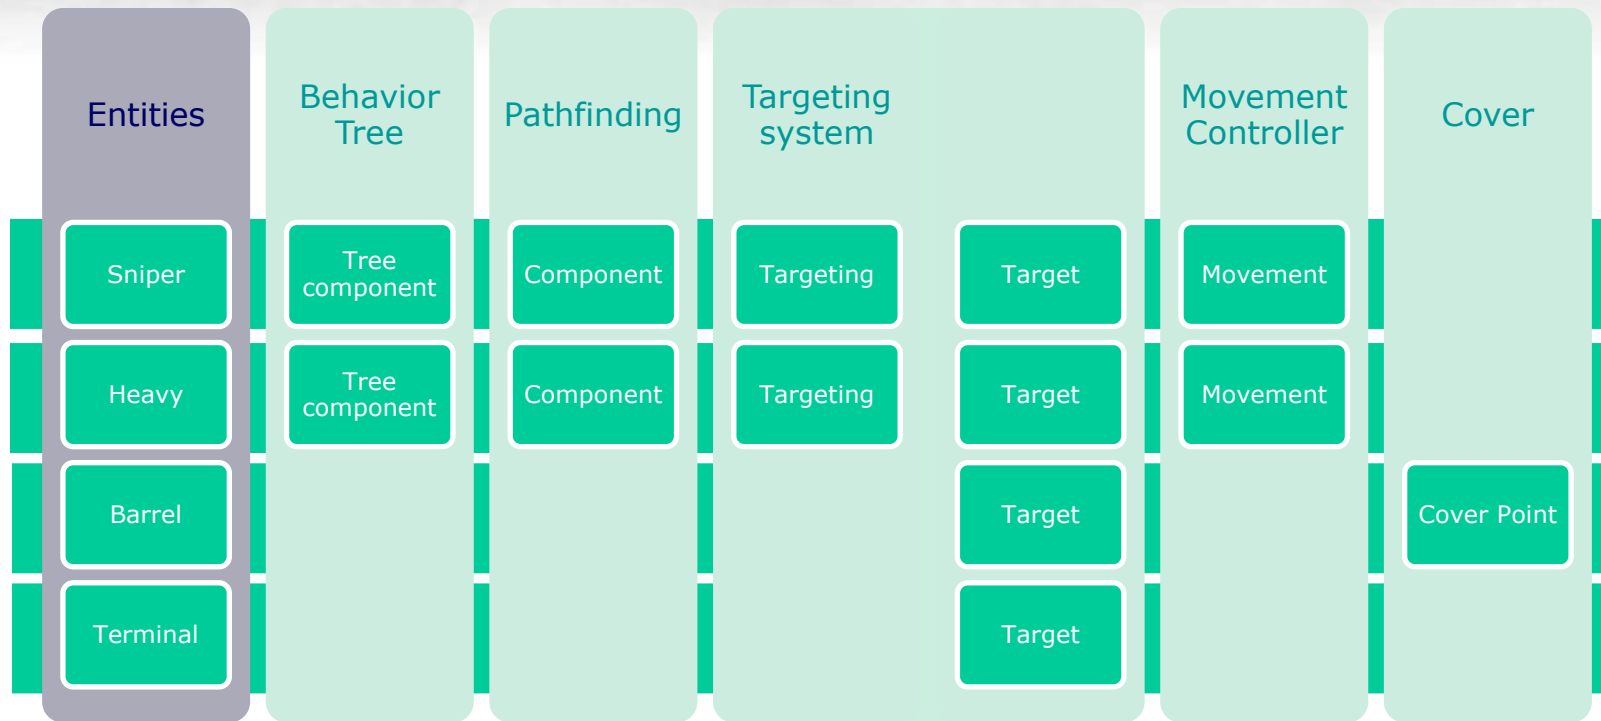 Entities
Behavior
Tree
Pathfinding
Targeting
system
Movement
Controller
Cover
Sniper
Tree
component
Component
Targeting
Target
Movement
Heavy
Tree
component
Component
Targeting
Target
Movement
Barrel
Target
Cover Point
Terminal
Target